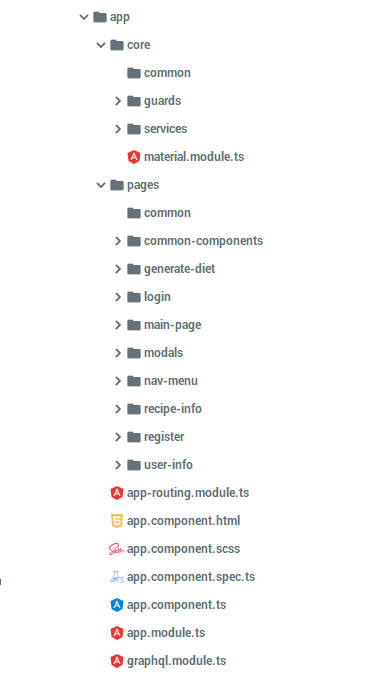 app
core
common
guards
services
material.module.ts
pages
common
common-components
generate-diet
login
main-page
modals
nav-menu
recipe-info
register
user-info
app-routing.module.ts
app.component.html
app.component.scss
app.component.spec.ts
app.component.ts
app.module.ts
graphql.module.ts